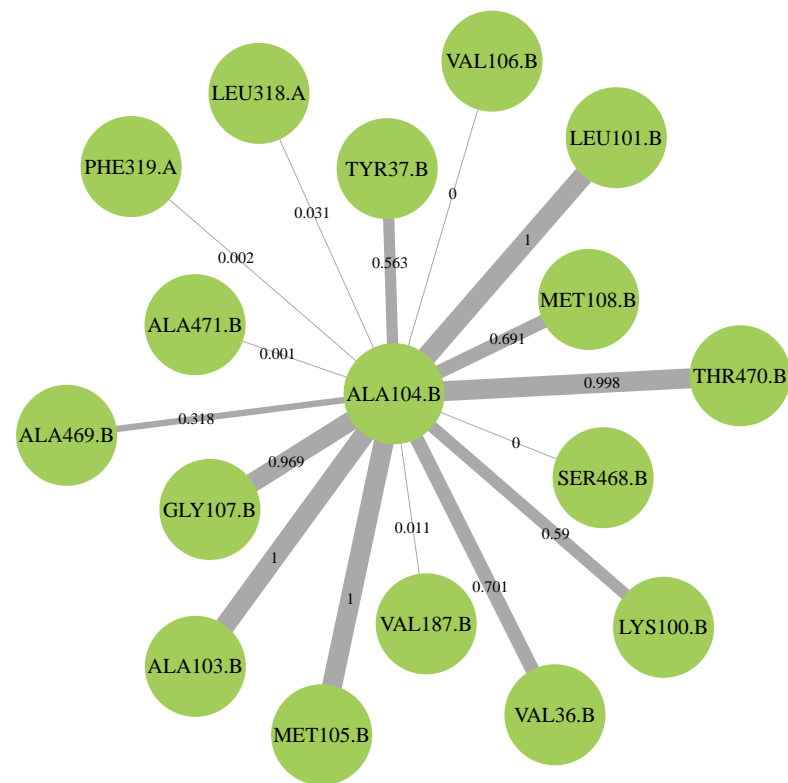 VAL106.B
LEU318.A
LEU101.B
PHE319.A
TYR37.B
0
0.031
1
0.002
0.563
MET108.B
ALA471.B
0.691
0.001
THR470.B
0.998
ALA104.B
0.318
ALA469.B
0
0.969
SER468.B
GLY107.B
0.011
0.59
1
0.701
1
VAL187.B
LYS100.B
ALA103.B
VAL36.B
MET105.B